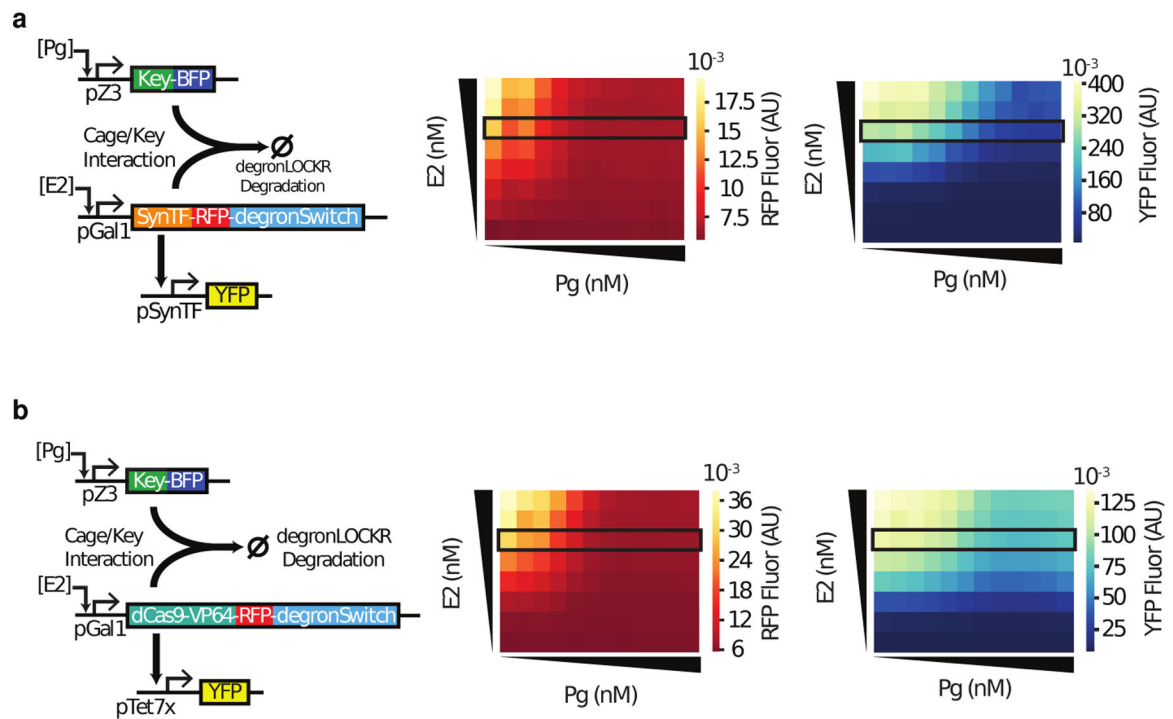 a
[Pg]
pZ3
Key-BFP
Cage/Key
Interaction
Ø
degronLOCKR
Degradation
[E2]
pGal1
SynTF-RFP-degronSwitch
pSynTF
YFP
E2 (nM)
Pg (nM)
10⁻³
17.5
15
12.5
10
7.5
RFP Fluor (AU)
E2 (nM)
Pg (nM)
10⁻³
400
320
240
160
80
YFP Fluor (AU)
b
[Pg]
pZ3
Key-BFP
Cage/Key
Interaction
Ø
degronLOCKR
Degradation
[E2]
pGal1
dCas9-VP64-RFP-degronSwitch
pTet7x
YFP
E2 (nM)
Pg (nM)
10⁻³
36
30
24
18
12
6
RFP Fluor (AU)
E2 (nM)
Pg (nM)
10⁻³
125
100
75
50
25
YFP Fluor (AU)